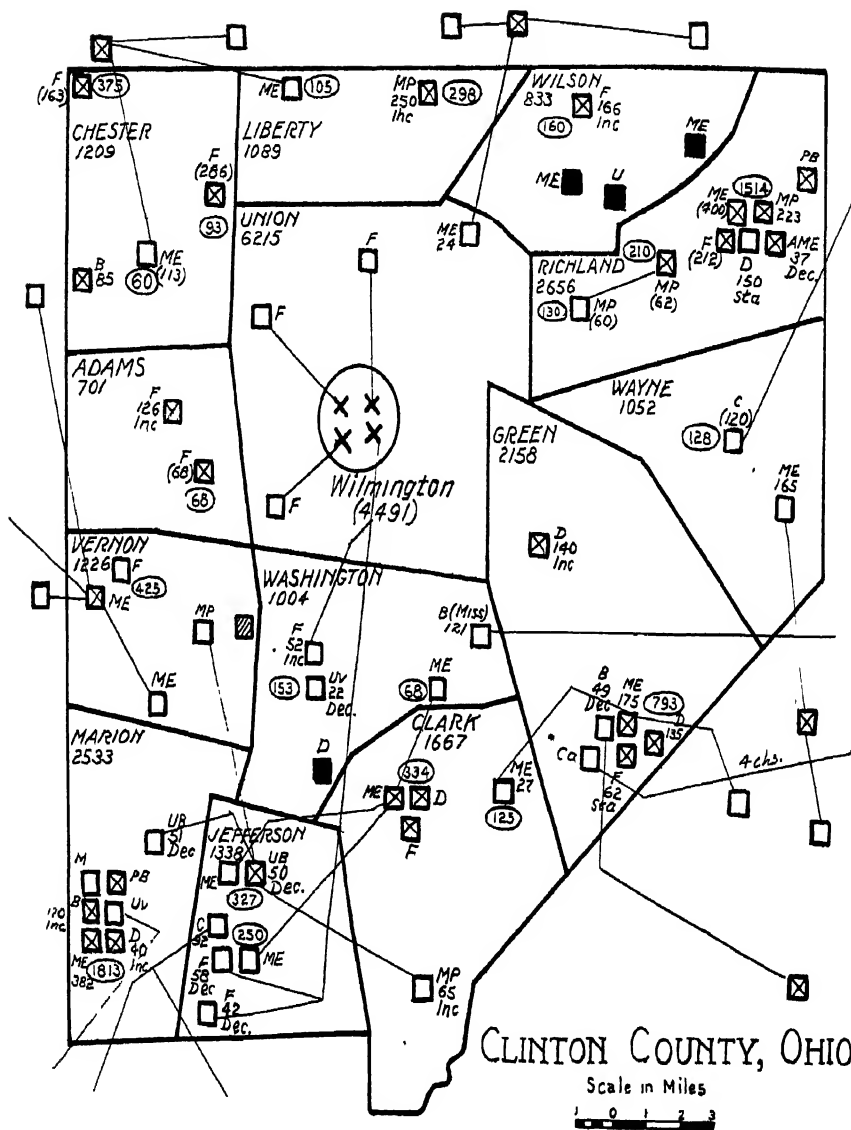 F
(163)
375
CHESTER
1209
F
(286)
93
B
85
ME
(113)
60
ME
105
LIBERTY
1089
MP
250
Inc
298
WILSON
833
F
166
Inc
160
ME
ME
U
UNION
6215
F
F
F
ME
24
Wilmington
(4491)
RICHLAND
2656
210
MP
(62)
MP
(60)
130
PB
1514
ME
(400)
MP
223
F
(212)
D
150
Sta
AME
37
Dec.
ADAMS
701
F
126
Inc
F
(68)
68
WAYNE
1052
C
(120)
128
ME
165
GREEN
2158
D
140
Inc
B
49
Dec
ME
175
793
D
135
Ca
F
62
Sta
4 chs.
VERNON
1226
F
425
ME
MP
ME
WASHINGTON
1004
F
52
Inc
153
Uv
22
Dec.
B (Miss)
121
ME
68
D
CLARK
1667
334
ME
D
F
ME
27
125
MP
65
Inc
MARION
2533
UB
51
Dec
M
PB
B
Inc
Uv
ME
382
D
40
Inc
1813
JEFFERSON
1338
ME
UB
50
Dec.
327
C
250
F
58
Dec
ME
F
42
Dec.
CLINTON COUNTY, OHIO
Scale in Miles
1 0 1 2 3